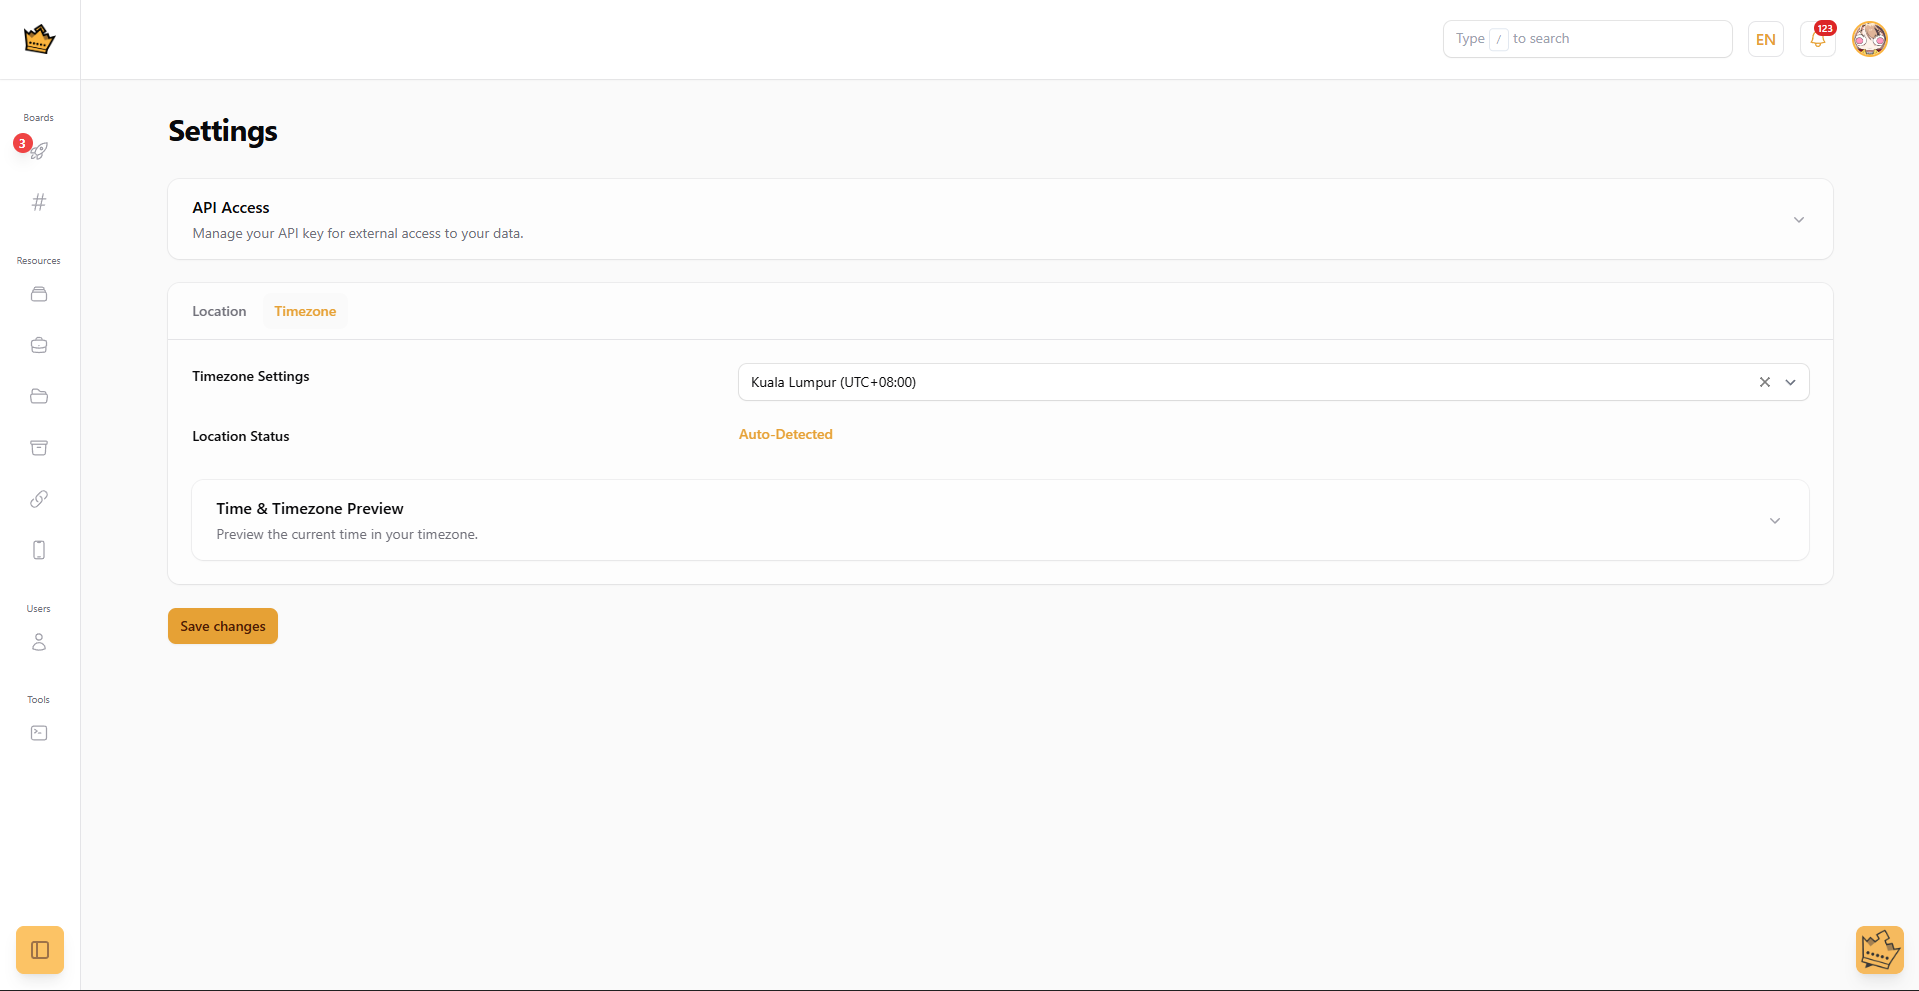 Type / to search
EN
123
Boards
3
Resources
Users
Tools
Settings
API Access
Manage your API key for external access to your data.
Location
Timezone
Timezone Settings
Kuala Lumpur (UTC+08:00)
Location Status
Auto-Detected
Time & Timezone Preview
Preview the current time in your timezone.
Save changes